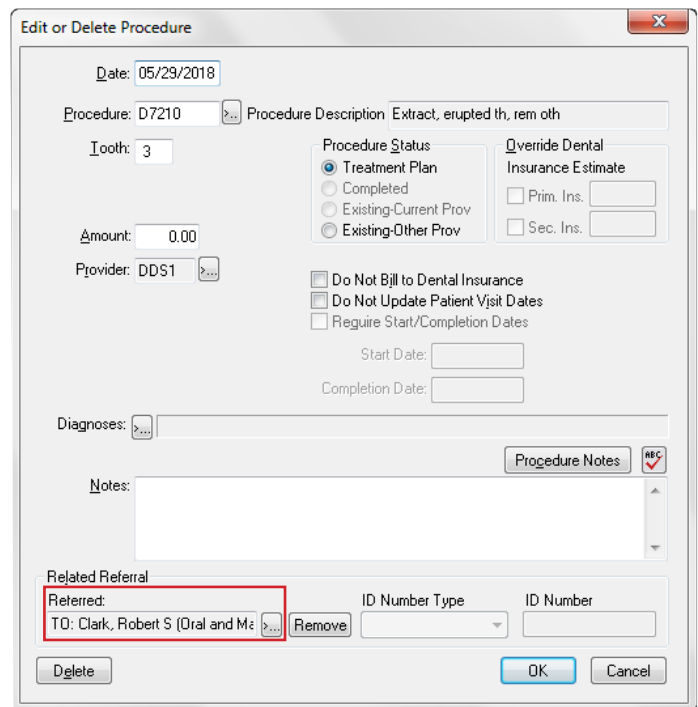 Edit or Delete Procedure
x
Date: 05/29/2018
Procedure: D7210 >... Procedure Description Extract, erupted th, rem oth
Tooth: 3
Procedure Status
Treatment Plan
Completed
Existing-Current Prov
Existing-Other Prov
Override Dental
Insurance Estimate
Prim. Ins.
Sec. Ins.
Amount: 0.00
Provider: DDS1 >...
Do Not Bill to Dental Insurance
Do Not Update Patient Visit Dates
Require Start/Completion Dates
Start Date:
Completion Date:
Diagnoses: >...
Procedure Notes ABC
Notes:
Related Referral
Referred: ID Number Type ID Number
TO: Clark, Robert S (Oral and Ma >... Remove
Delete OK Cancel